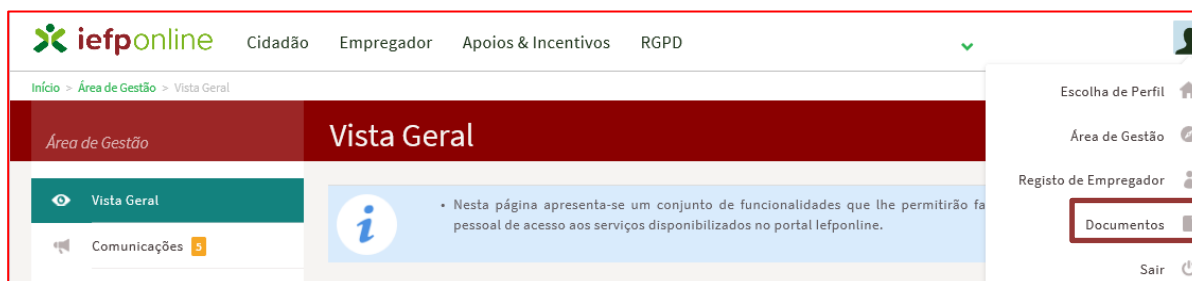 iefponline Cidadão Empregador Apoios & Incentivos RGPD
Início > Área de Gestão > Vista Geral
Escolha de Perfil
Área de Gestão
Vista Geral
Área de Gestão
Registo de Empregador
Vista Geral
• Nesta página apresenta-se um conjunto de funcionalidades que lhe permitirão fa
pessoal de acesso aos serviços disponibilizados no portal Iefponline.
Documentos
Comunicações 5
Sair